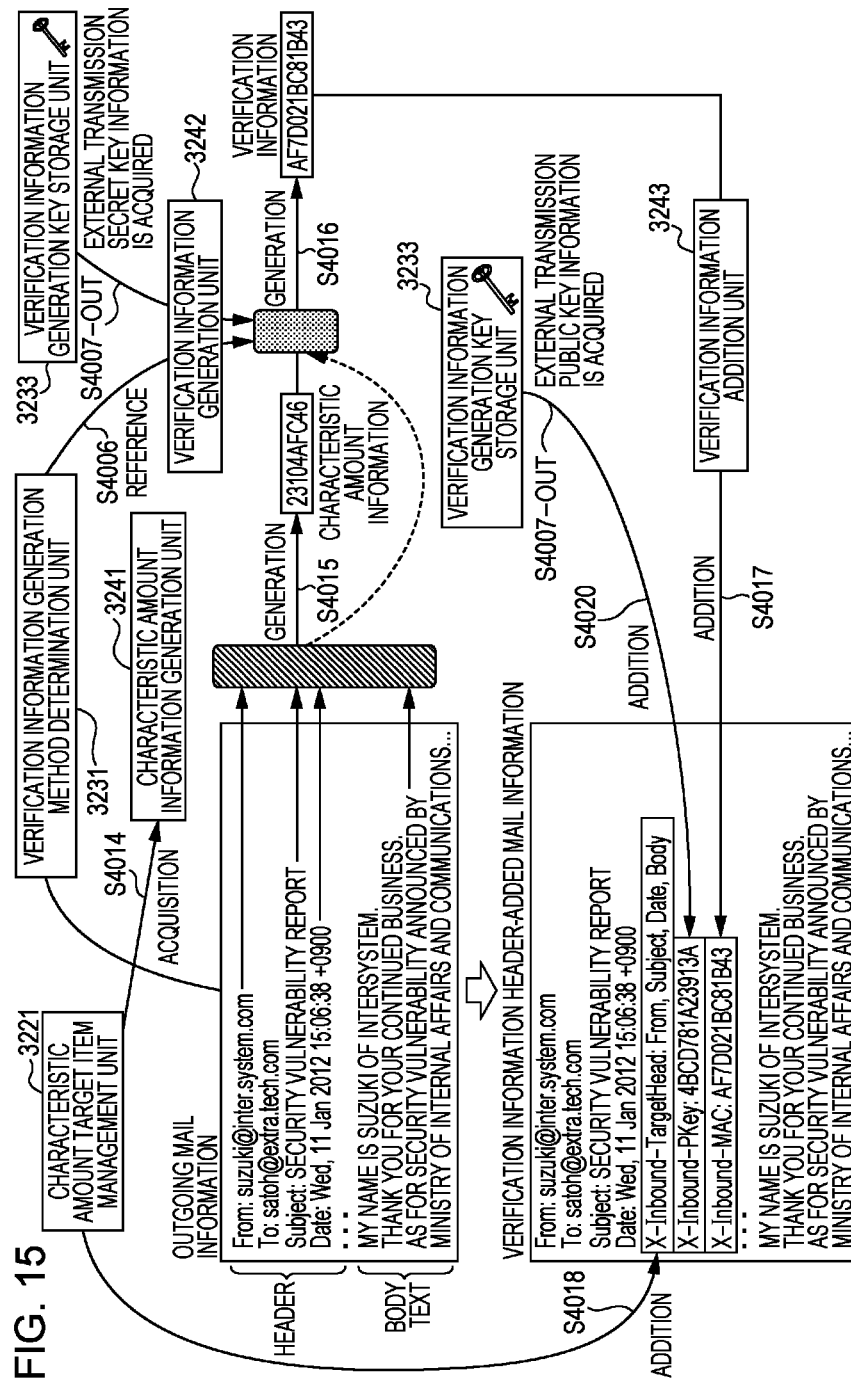 FIG. 15
3221
CHARACTERISTIC
AMOUNT TARGET ITEM
MANAGEMENT UNIT
S4014
ACQUISITION
VERIFICATION INFORMATION GENERATION
METHOD DETERMINATION UNIT
3231
CHARACTERISTIC AMOUNT
INFORMATION GENERATION UNIT
3241
S4006
REFERENCE
3233
VERIFICATION INFORMATION
GENERATION KEY STORAGE UNIT
S4007-OUT
EXTERNAL TRANSMISSION
SECRET KEY INFORMATION
IS ACQUIRED
VERIFICATION INFORMATION
GENERATION UNIT
3242
OUTGOING MAIL
INFORMATION
HEADER
From: suzuki@inter.system.com
To: satoh@extra.tech.com
Subject: SECURITY VULNERABILITY REPORT
Date: Wed, 11 Jan 2012 15:06:38 +0900
...
BODY
TEXT
MY NAME IS SUZUKI OF INTERSYSTEM.
THANK YOU FOR YOUR CONTINUED BUSINESS.
AS FOR SECURITY VULNERABILITY ANNOUNCED BY
MINISTRY OF INTERNAL AFFAIRS AND COMMUNICATIONS...
GENERATION
S4015
23104AFC46
CHARACTERISTIC
AMOUNT
INFORMATION
GENERATION
S4016
VERIFICATION
INFORMATION
AF7D021BC81B43
3233
VERIFICATION INFORMATION
GENERATION KEY
STORAGE UNIT
S4007-OUT
EXTERNAL TRANSMISSION
PUBLIC KEY INFORMATION
IS ACQUIRED
S4020
ADDITION
3243
VERIFICATION INFORMATION
ADDITION UNIT
ADDITION
S4017
S4018
ADDITION
VERIFICATION INFORMATION HEADER-ADDED MAIL INFORMATION
From: suzuki@inter.system.com
To: satoh@extra.tech.com
Subject: SECURITY VULNERABILITY REPORT
Date: Wed, 11 Jan 2012 15:06:38 +0900
X-Inbound-TargetHead: From, Subject, Date, Body
X-Inbound-PKey: 4BCD781A23913A
X-Inbound-MAC: AF7D021BC81B43
...
MY NAME IS SUZUKI OF INTERSYSTEM.
THANK YOU FOR YOUR CONTINUED BUSINESS.
AS FOR SECURITY VULNERABILITY ANNOUNCED BY
MINISTRY OF INTERNAL AFFAIRS AND COMMUNICATIONS...